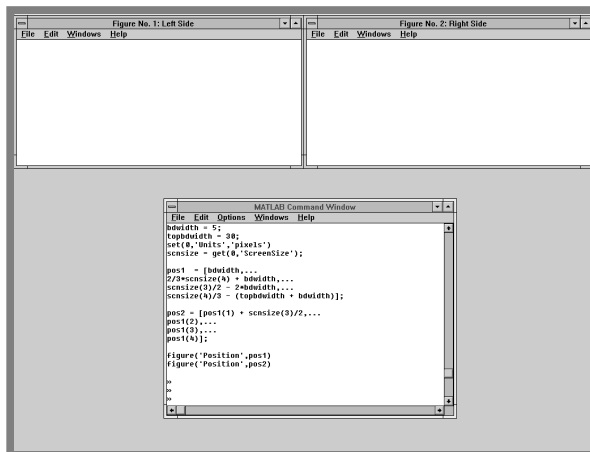 Figure No. 1: Left Side
File Edit Windows Help
Figure No. 2: Right Side
File Edit Windows Help
MATLAB Command Window
File Edit Options Windows Help
bdwidth = 5;
topbdwidth = 30;
set(0,'Units','pixels')
scnsize = get(0,'ScreenSize');
pos1 = [bdwidth,...
2/3*scnsize(4) + bdwidth,...
scnsize(3)/2 - 2*bdwidth,...
scnsize(4)/3 - (topbdwidth + bdwidth)];
pos2 = [pos1(1) + scnsize(3)/2,...
pos1(2),...
pos1(3),...
pos1(4)];
figure('Position',pos1)
figure('Position',pos2)
»
»
»